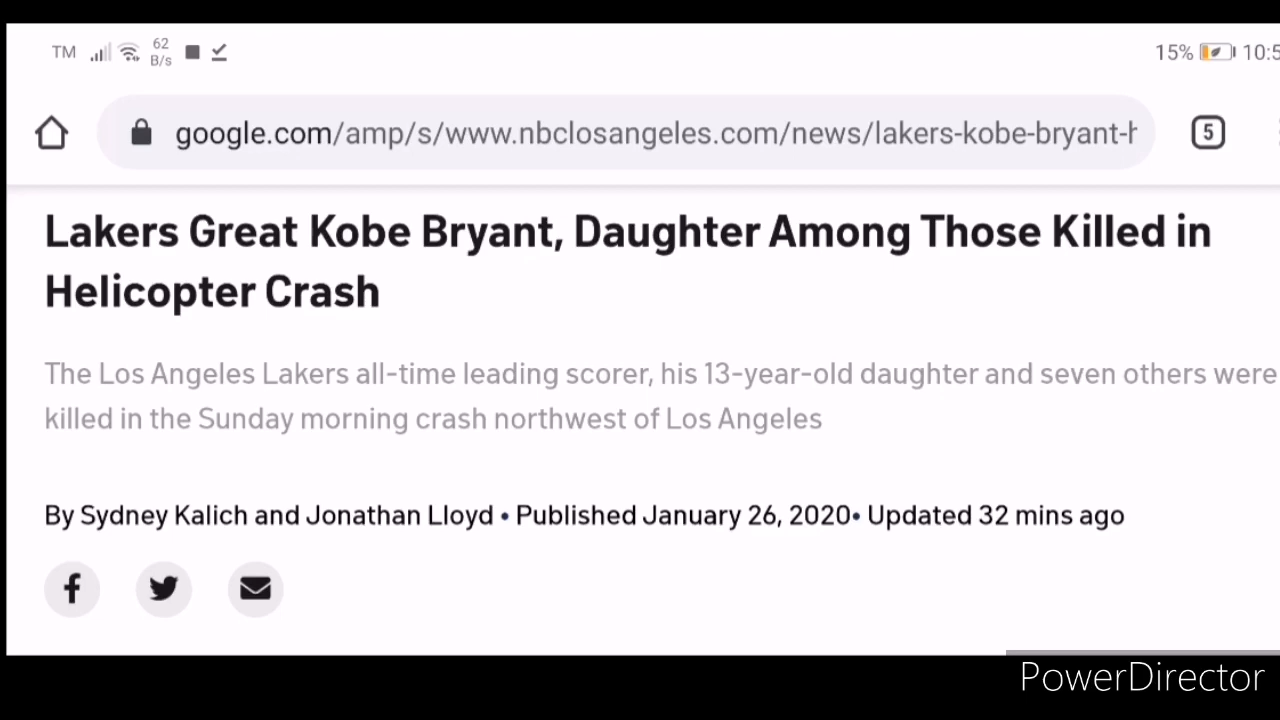 TM 62 B/s 15% 10:5
google.com/amp/s/www.nbclosangeles.com/news/lakers-kobe-bryant-h 5
Lakers Great Kobe Bryant, Daughter Among Those Killed in
Helicopter Crash
The Los Angeles Lakers all-time leading scorer, his 13-year-old daughter and seven others were
killed in the Sunday morning crash northwest of Los Angeles
By Sydney Kalich and Jonathan Lloyd • Published January 26, 2020• Updated 32 mins ago
PowerDirector